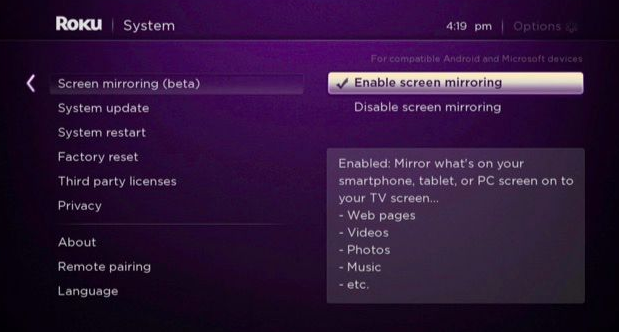 ROKU | System
4:19 pm | Options
For compatible Android and Microsoft devices
Screen mirroring (beta)
System update
System restart
Factory reset
Third party licenses
Privacy
About
Remote pairing
Language
Enable screen mirroring
Disable screen mirroring
Enabled: Mirror what's on your
smartphone, tablet, or PC screen on to
your TV screen...
- Web pages
- Videos
- Photos
- Music
- etc.